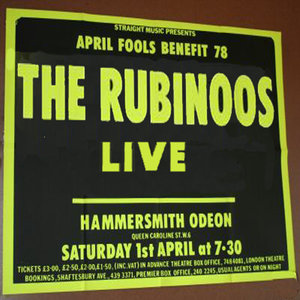 STRAIGHT MUSIC PRESENTS
APRIL FOOLS BENEFIT 78
THE RUBINOOS
LIVE
HAMMERSMITH ODEON
QUEEN CAROLINE ST. W.6
SATURDAY 1st APRIL at 7·30
TICKETS £3·00, £2·50, £2·00, £1·50, (INC. VAT) IN ADVANCE THEATRE BOX OFFICE, 748 4081, LONDON THEATRE
BOOKINGS, SHAFTESBURY AVE., 439 3371, PREMIER BOX OFFICE, 240 2245, USUAL AGENTS OR ON NIGHT